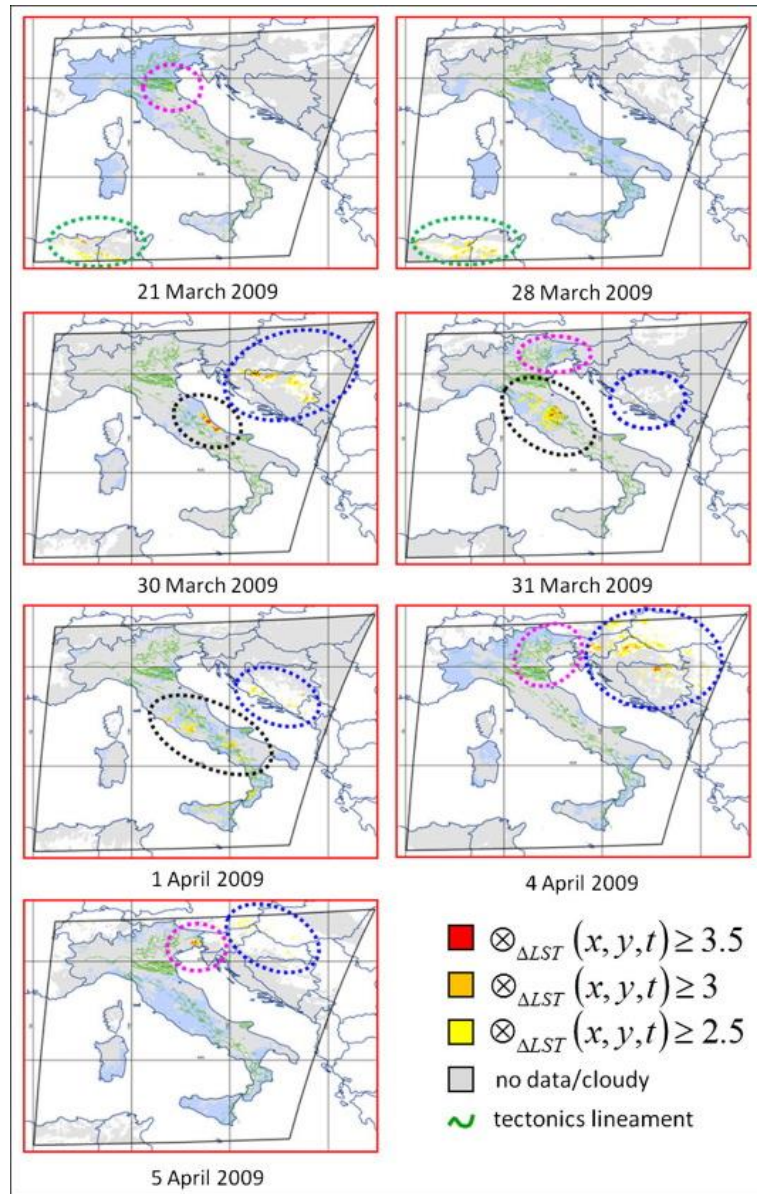 21 March 2009
28 March 2009
30 March 2009
31 March 2009
1 April 2009
4 April 2009
5 April 2009
⊗ΔLST (x, y, t) ≥ 3.5
⊗ΔLST (x, y, t) ≥ 3
⊗ΔLST (x, y, t) ≥ 2.5
no data/cloudy
tectonics lineament